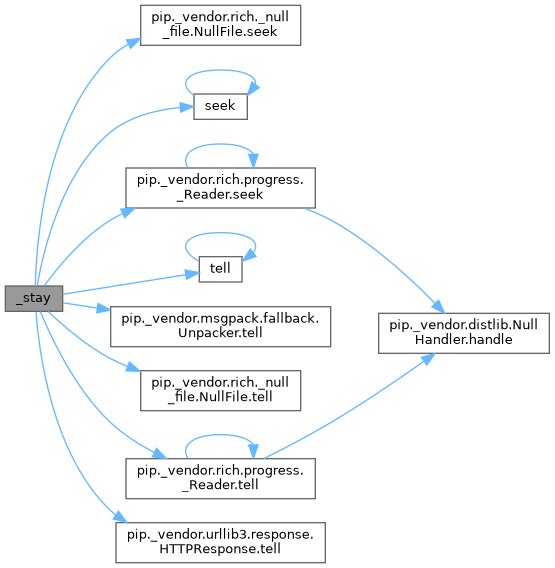 pip._vendor.rich._null
_file.NullFile.seek
seek
pip._vendor.rich.progress.
_Reader.seek
tell
_stay
pip._vendor.msgpack.fallback.
Unpacker.tell
pip._vendor.distlib.Null
Handler.handle
pip._vendor.rich._null
_file.NullFile.tell
pip._vendor.rich.progress.
_Reader.tell
pip._vendor.urllib3.response.
HTTPResponse.tell